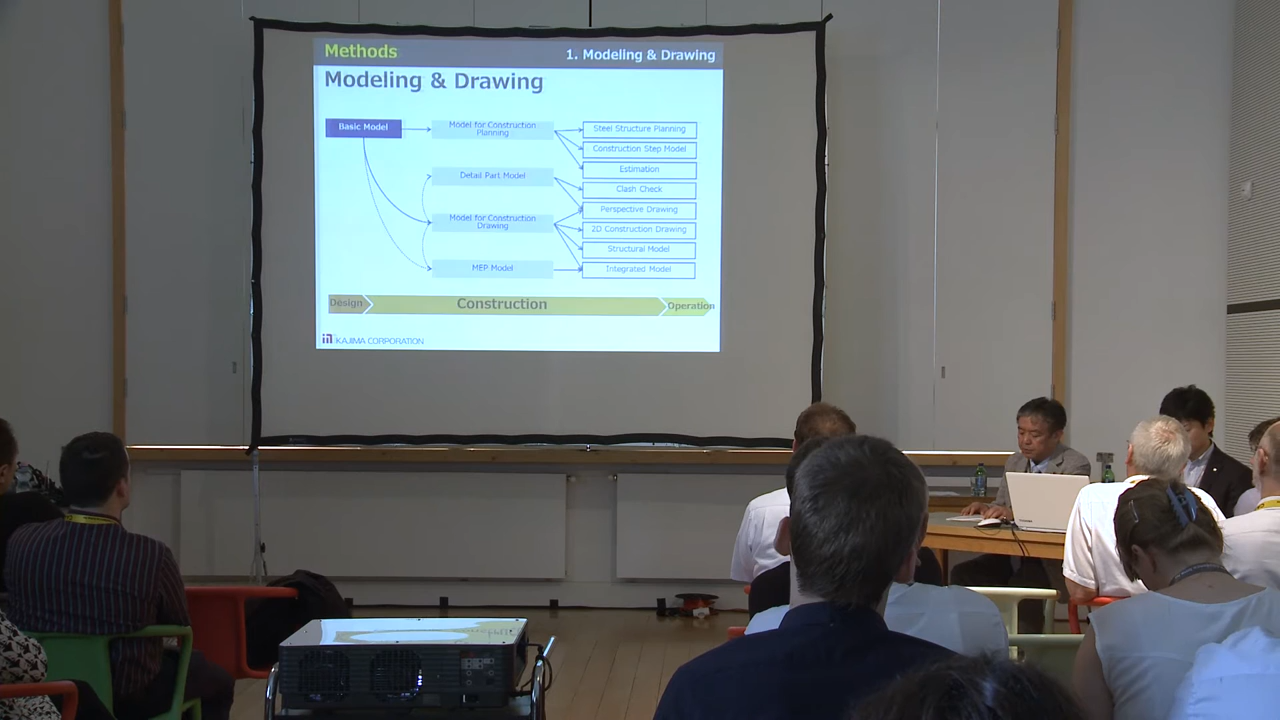 Methods
1. Modeling & Drawing
Modeling & Drawing
Basic Model
Model for Construction
Planning
Detail Part Model
Model for Construction
Drawing
MEP Model
Steel Structure Planning
Construction Step Model
Estimation
Clash Check
Perspective Drawing
2D Construction Drawing
Structural Model
Integrated Model
Design
Construction
Operation
KAJIMA CORPORATION